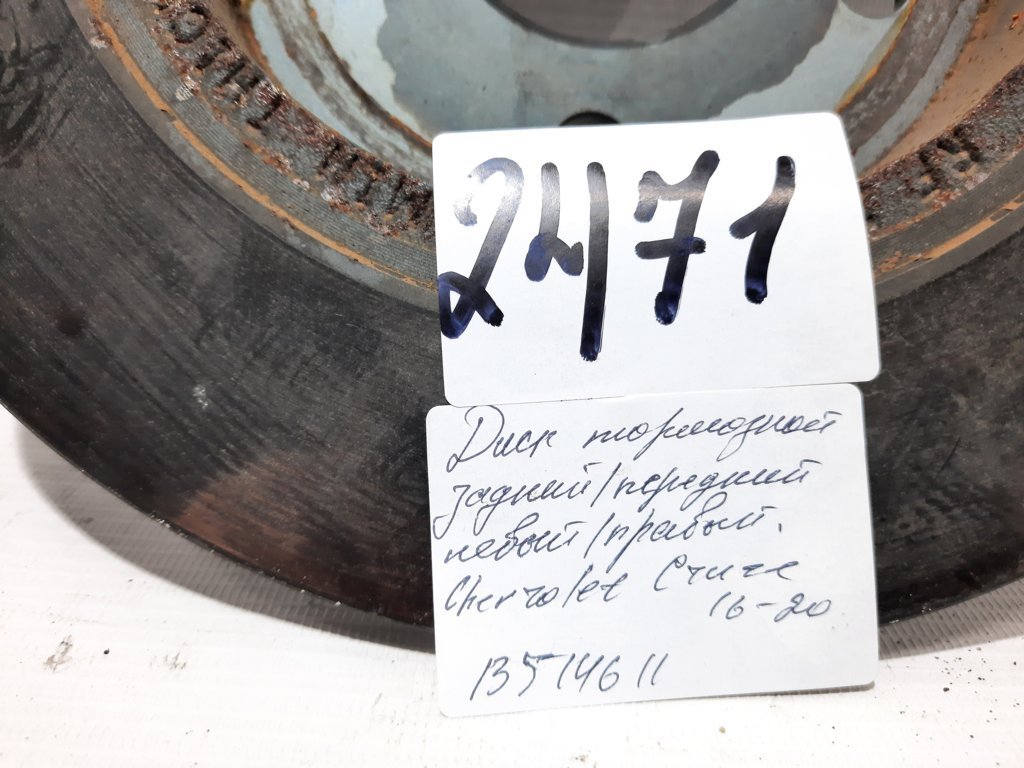 2471
Диск тормозной
задний/передний
левый/правый.
Chevrolet Cruze
16-20
13514611